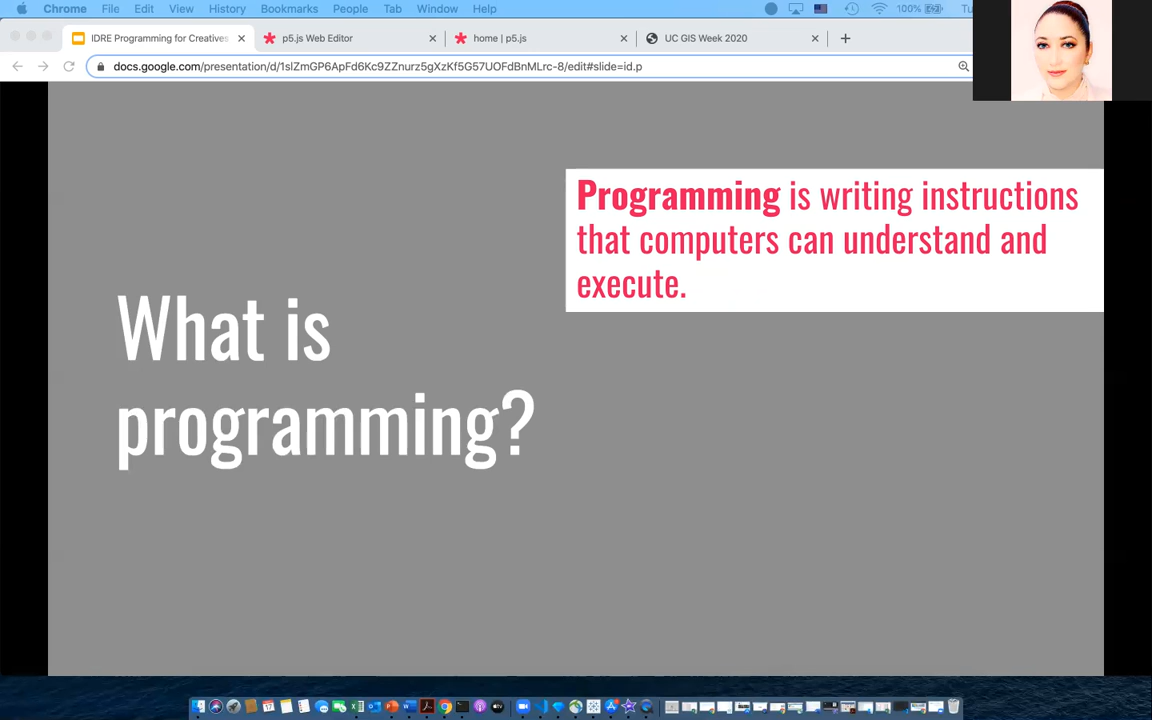 Chrome File Edit View History Bookmarks People Tab Window Help 100% Tu
IDRE Programming for Creatives p5.js Web Editor home | p5.js UC GIS Week 2020
docs.google.com/presentation/d/1slZmGP6ApFd6Kc9ZZnurz5gXzKf5G57UOFdBnMLrc-8/edit#slide=id.p
Programming is writing instructions
that computers can understand and
execute.
What is
programming?